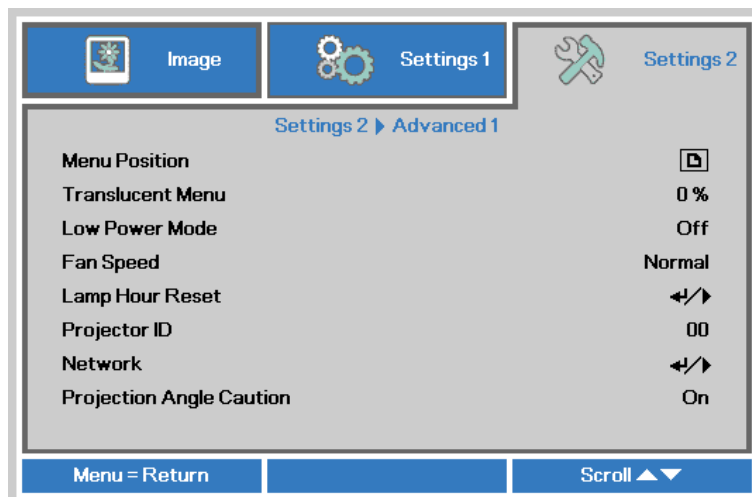 Image
Settings 1
Settings 2
Settings 2 ▶ Advanced 1
Menu Position
Translucent Menu 0 %
Low Power Mode Off
Fan Speed Normal
Lamp Hour Reset ↵/▶
Projector ID 00
Network ↵/▶
Projection Angle Caution On
Menu = Return
Scroll ▲▼